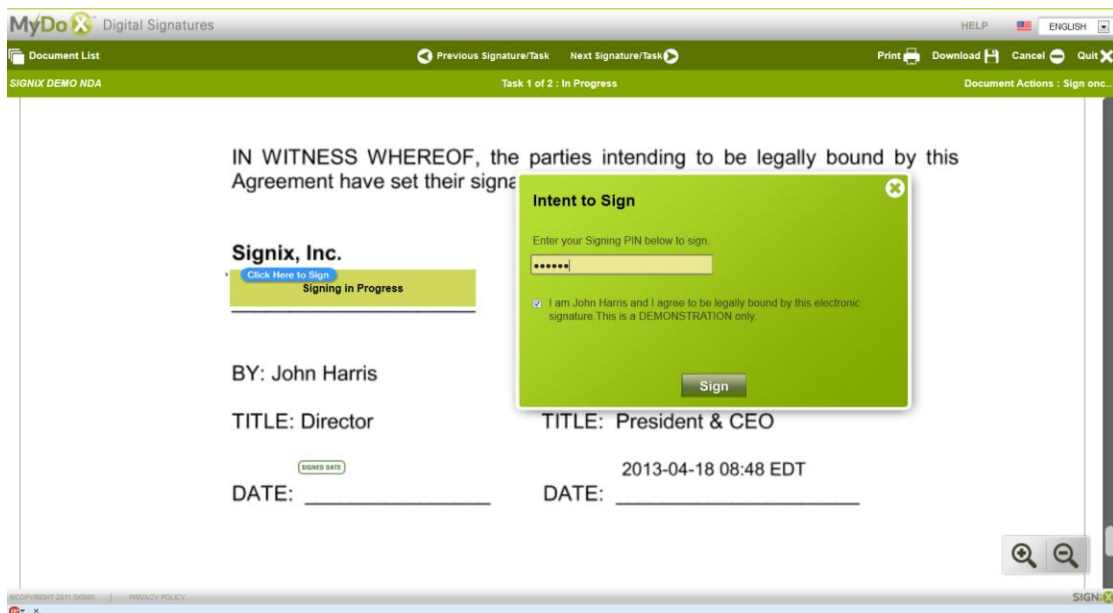 MyDoX Digital Signatures HELP ENGLISH
Document List Previous Signature/Task Next Signature/Task Print Download Cancel Quit
SIGNiX DEMO NDA Task 1 of 2 : In Progress Document Actions : Sign onc...
IN WITNESS WHEREOF, the parties intending to be legally bound by this
Agreement have set their signa
Intent to Sign
Enter your Signing PIN below to sign.
••••••
I am John Harris and I agree to be legally bound by this electronic
signature.This is a DEMONSTRATION only.
Sign
Signix, Inc.
Click Here to Sign
Signing in Progress
BY: John Harris
TITLE: Director TITLE: President & CEO
SIGNED DATE 2013-04-18 08:48 EDT
DATE: DATE:
©COPYRIGHT 2011 SIGNiX | PRIVACY POLICY SIGNiX